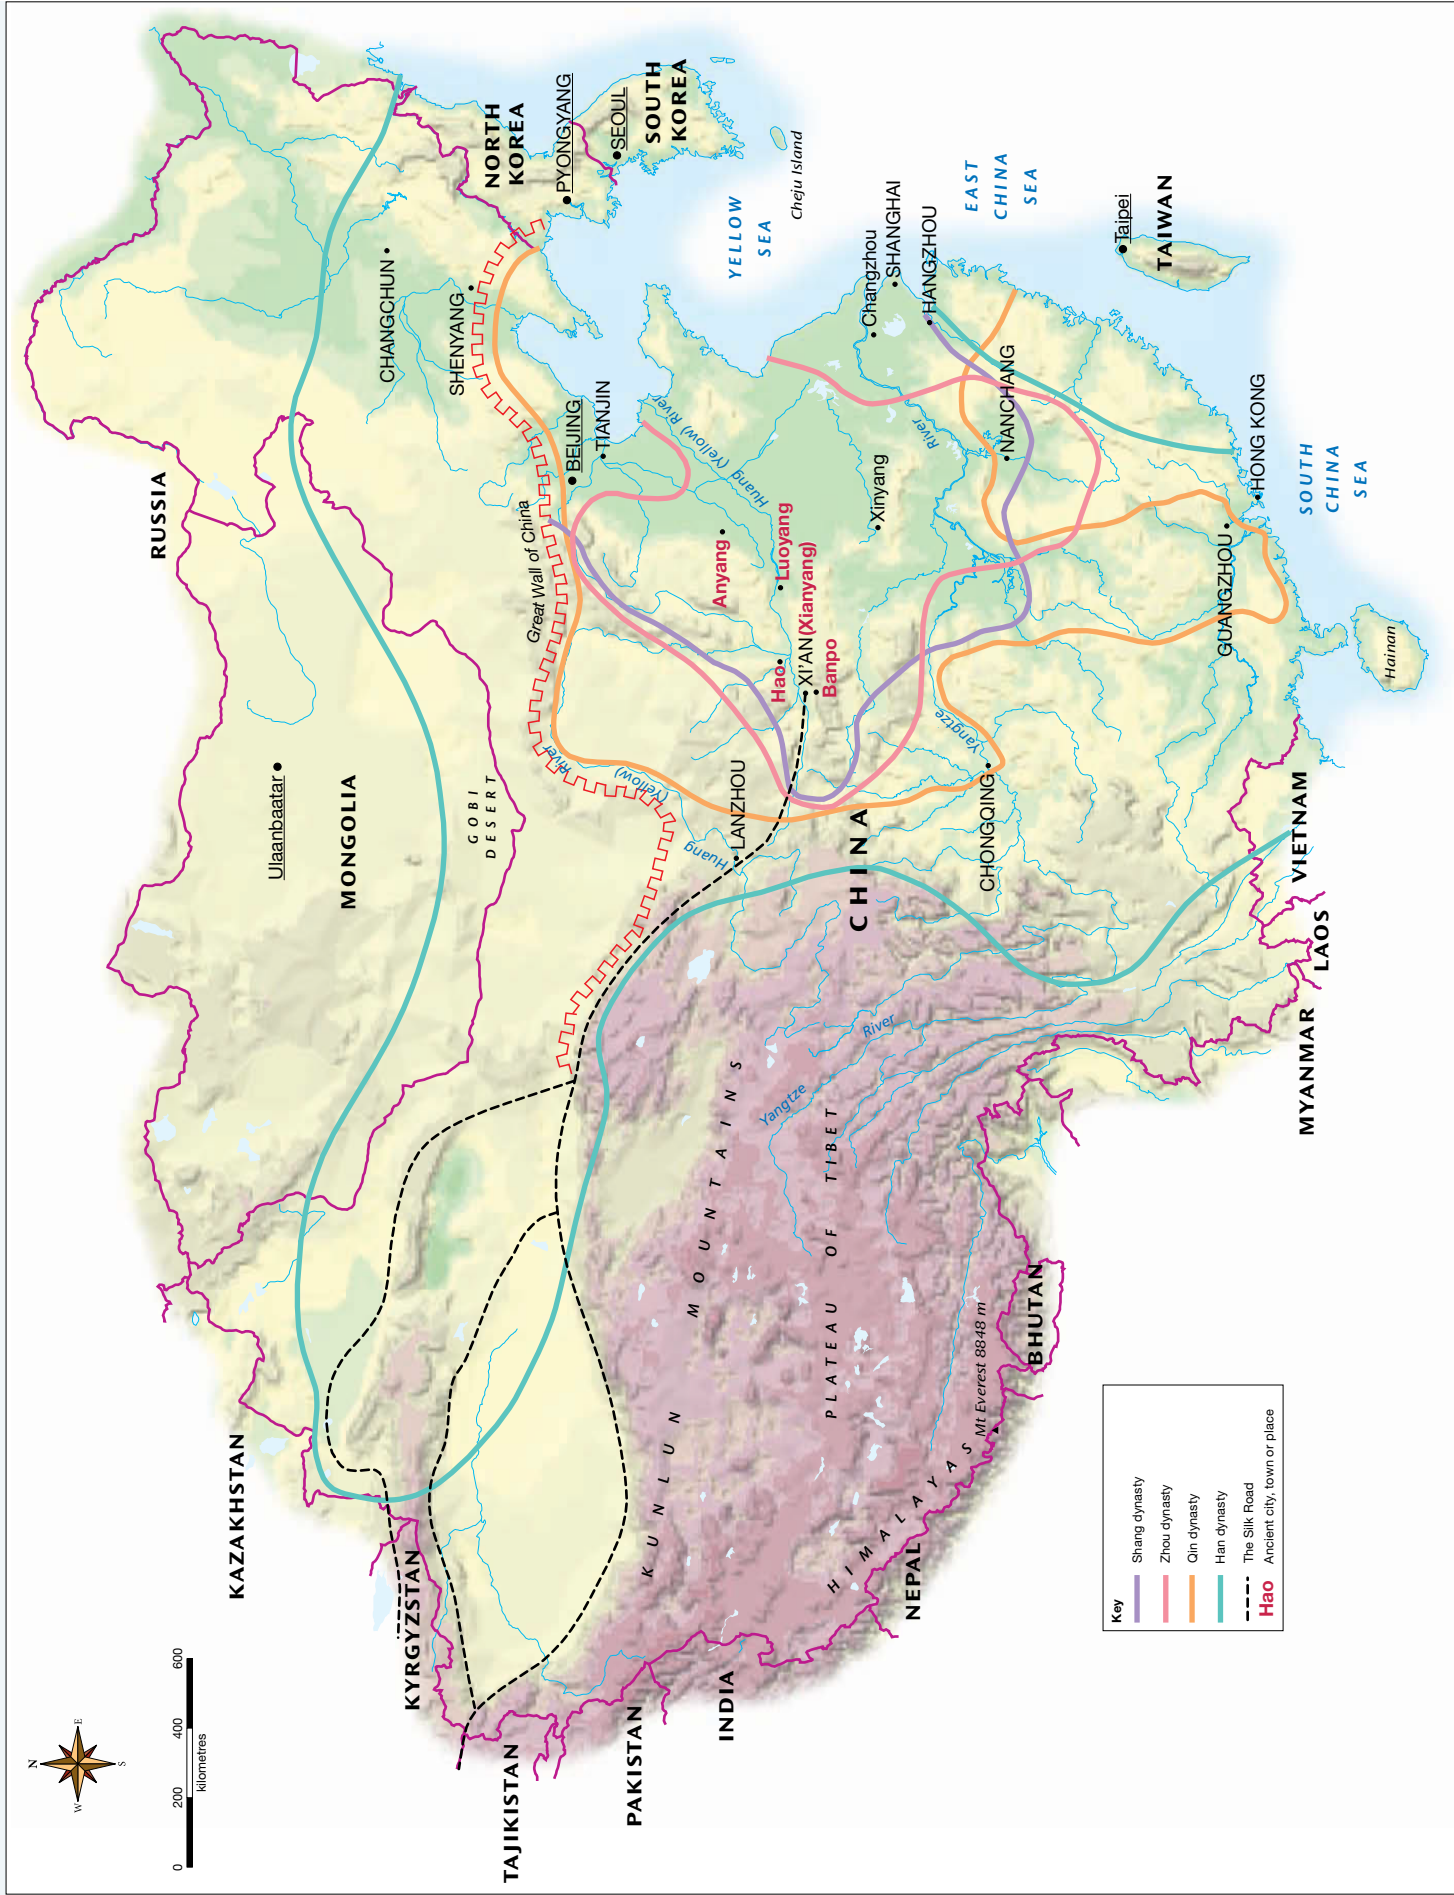 N
W
E
S
0
200
400
600
kilometres
RUSSIA
KAZAKHSTAN
Ulaanbaatar
MONGOLIA
GOBI
DESERT
KYRGYZSTAN
TAJIKISTAN
PAKISTAN
INDIA
NEPAL
BHUTAN
MYANMAR
LAOS
VIETNAM
CHINA
CHANGCHUN
SHENYANG
NORTH
KOREA
PYONGYANG
SEOUL
SOUTH
KOREA
Great Wall of China
BEIJING
TIANJIN
Huang (Yellow) River
Huang
(Yellow)
River
YELLOW
SEA
Cheju Island
LANZHOU
Anyang
Luoyang
Hao
XI'AN (Xianyang)
Banpo
Xinyang
Changzhou
SHANGHAI
HANGZHOU
EAST
CHINA
SEA
River
Yangtze
NANCHANG
CHONGQING
Taipei
TAIWAN
GUANGZHOU
HONG KONG
SOUTH
CHINA
SEA
Hainan
KUNLUN
MOUNTAINS
Yangtze
River
PLATEAU OF TIBET
HIMALAYAS
Mt Everest 8848 m
Key
Shang dynasty
Zhou dynasty
Qin dynasty
Han dynasty
The Silk Road
Hao Ancient city, town or place